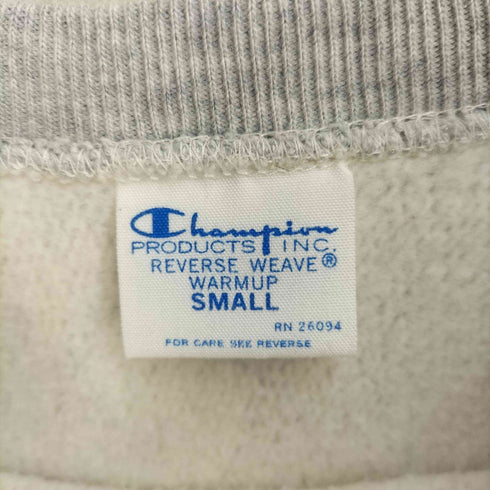 Champion
PRODUCTS INC.
REVERSE WEAVE®
WARMUP
SMALL
RN 26094
FOR CARE SEE REVERSE